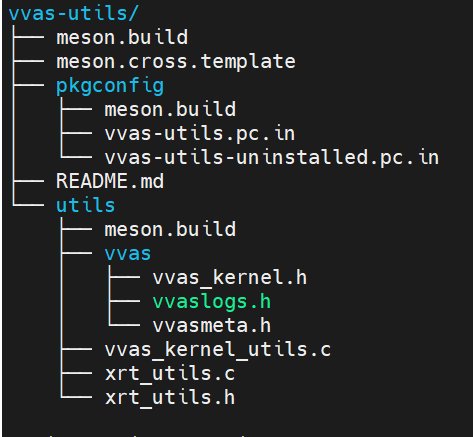 vvas-utils/
├── meson.build
├── meson.cross.template
├── pkgconfig
│   ├── meson.build
│   ├── vvas-utils.pc.in
│   └── vvas-utils-uninstalled.pc.in
├── README.md
└── utils
    ├── meson.build
    ├── vvas
    │   ├── vvas_kernel.h
    │   ├── vvaslogs.h
    │   └── vvasmeta.h
    ├── vvas_kernel_utils.c
    ├── xrt_utils.c
    └── xrt_utils.h